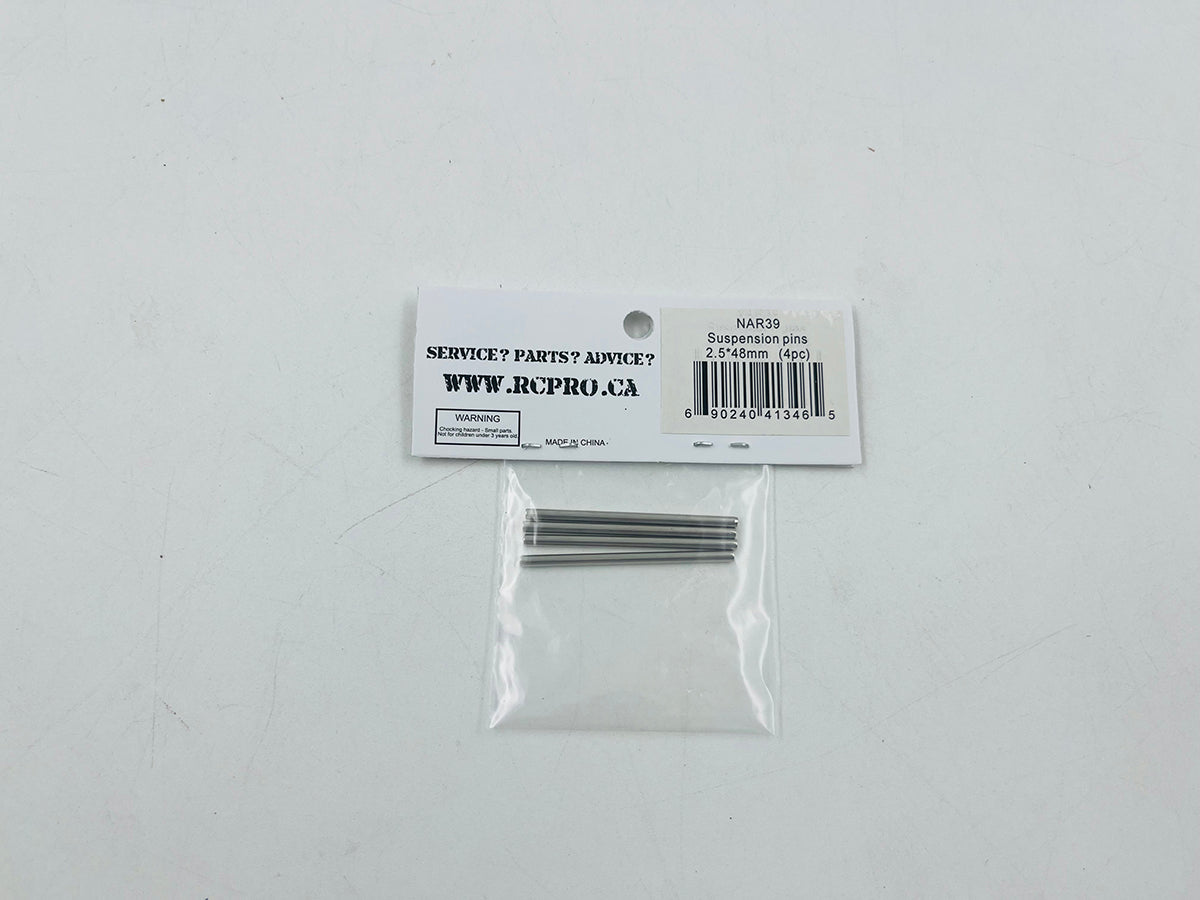 SERVICE? PARTS? ADVICE?
WWW.RCPRO.CA
WARNING
Chocking hazard - Small parts.
Not for children under 3 years old.
MADE IN CHINA
NAR39
Suspension pins
2.5*48mm (4pc)
6 90240 41346 5